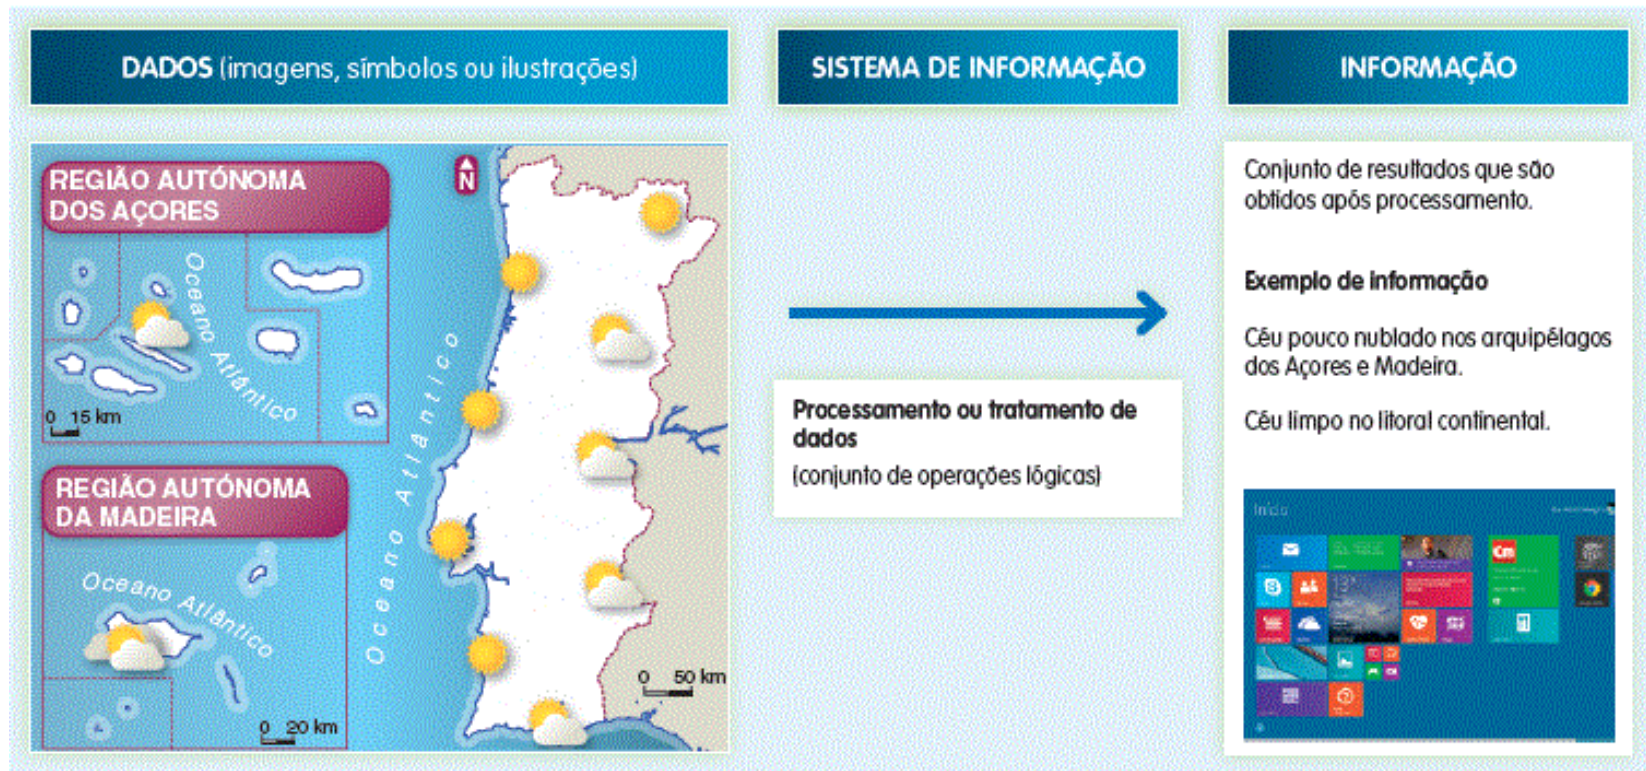 DADOS (imagens, símbolos ou ilustrações)
SISTEMA DE INFORMAÇÃO
INFORMAÇÃO
REGIÃO AUTÓNOMA
DOS AÇORES
Oceano Atlântico
0 15 km
REGIÃO AUTÓNOMA
DA MADEIRA
Oceano Atlântico
0 20 km
N
Oceano Atlântico
0 50 km
Processamento ou tratamento de
dados
(conjunto de operações lógicas)
Conjunto de resultados que são
obtidos após processamento.
Exemplo de informação
Céu pouco nublado nos arquipélagos
dos Açores e Madeira.
Céu limpo no litoral continental.
Início
Cm
13°